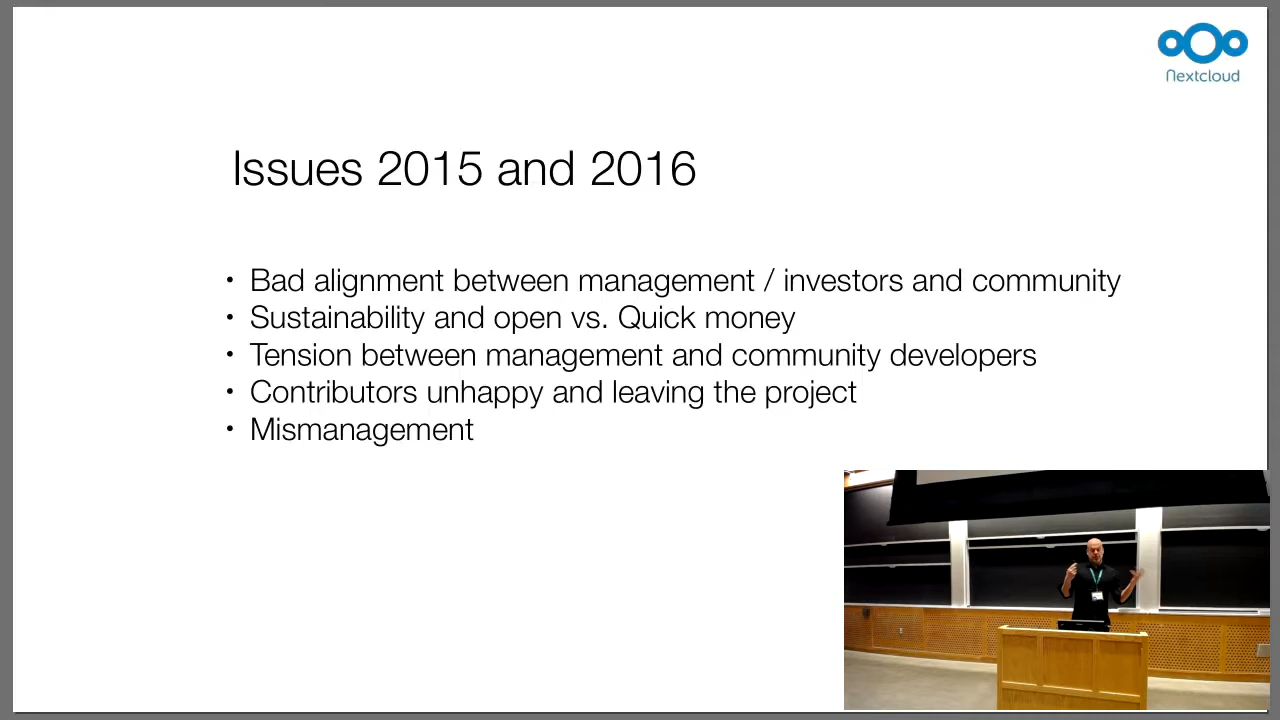 Nextcloud
Issues 2015 and 2016
• Bad alignment between management / investors and community
• Sustainability and open vs. Quick money
• Tension between management and community developers
• Contributors unhappy and leaving the project
• Mismanagement